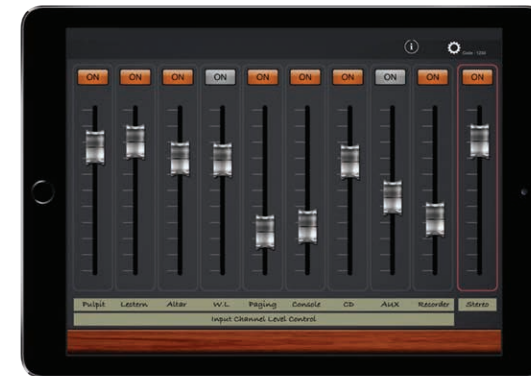 ON ON ON ON ON ON ON ON ON ON
Pulpit Lectern Altar W.L Paging Console CD AUX Recorder Stereo
Input Channel Level Control